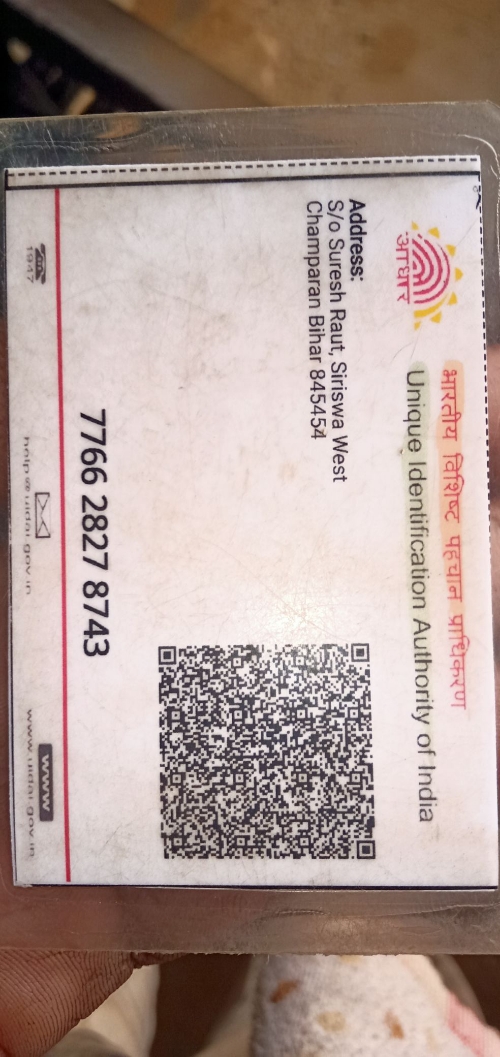 भारतीय विशिष्ट पहचान प्राधिकरण
Unique Identification Authority of India
आधार
Address:
S/o Suresh Raut, Siriswa West
Champaran Bihar 845454
7766 2827 8743
1947
help@uidai.gov.in
www
www.uidai.gov.in